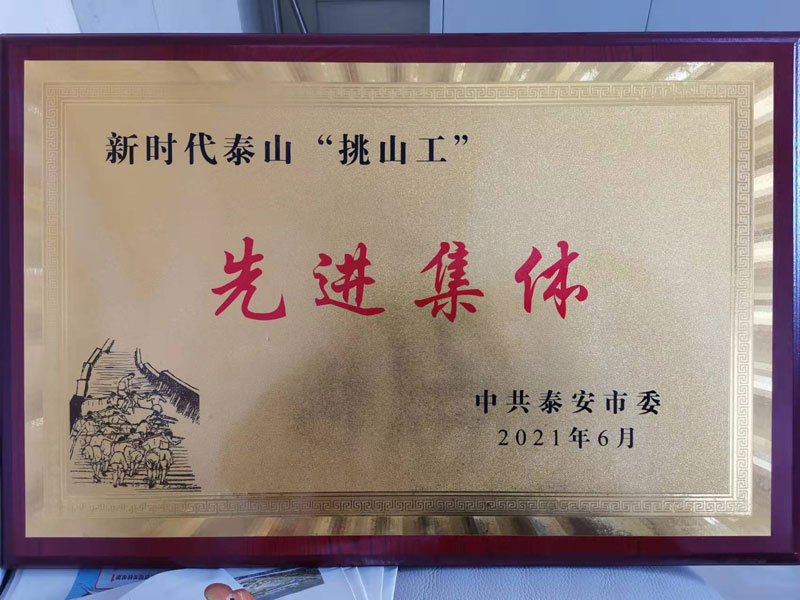 新时代泰山“挑山工”
先进集体
中共泰安市委
2021年6月